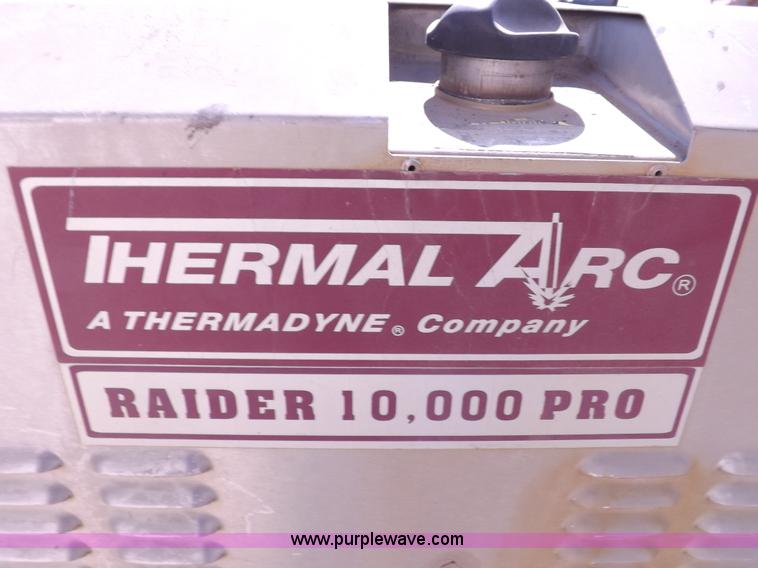 THERMAL ARC®
A THERMADYNE® Company
RAIDER 10,000 PRO
www.purplewave.com